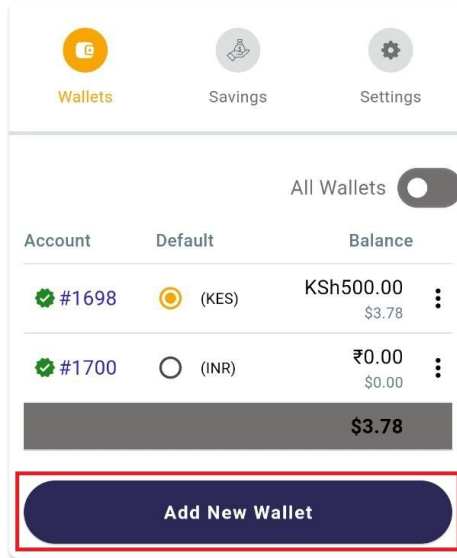 Wallets Savings Settings
All Wallets
Account Default Balance
#1698 (KES) KSh500.00
$3.78
#1700 (INR) ₹0.00
$0.00
$3.78
Add New Wallet